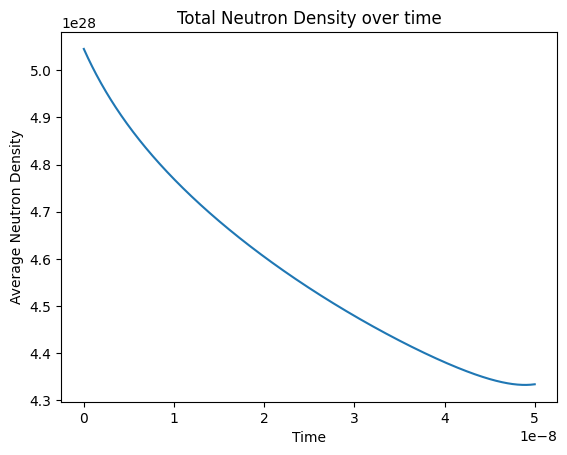 Total Neutron Density over time
1e28
5.0
4.9
4.8
4.7
4.6
4.5
4.4
4.3
Average Neutron Density
0 1 2 3 4 5
1e−8
Time